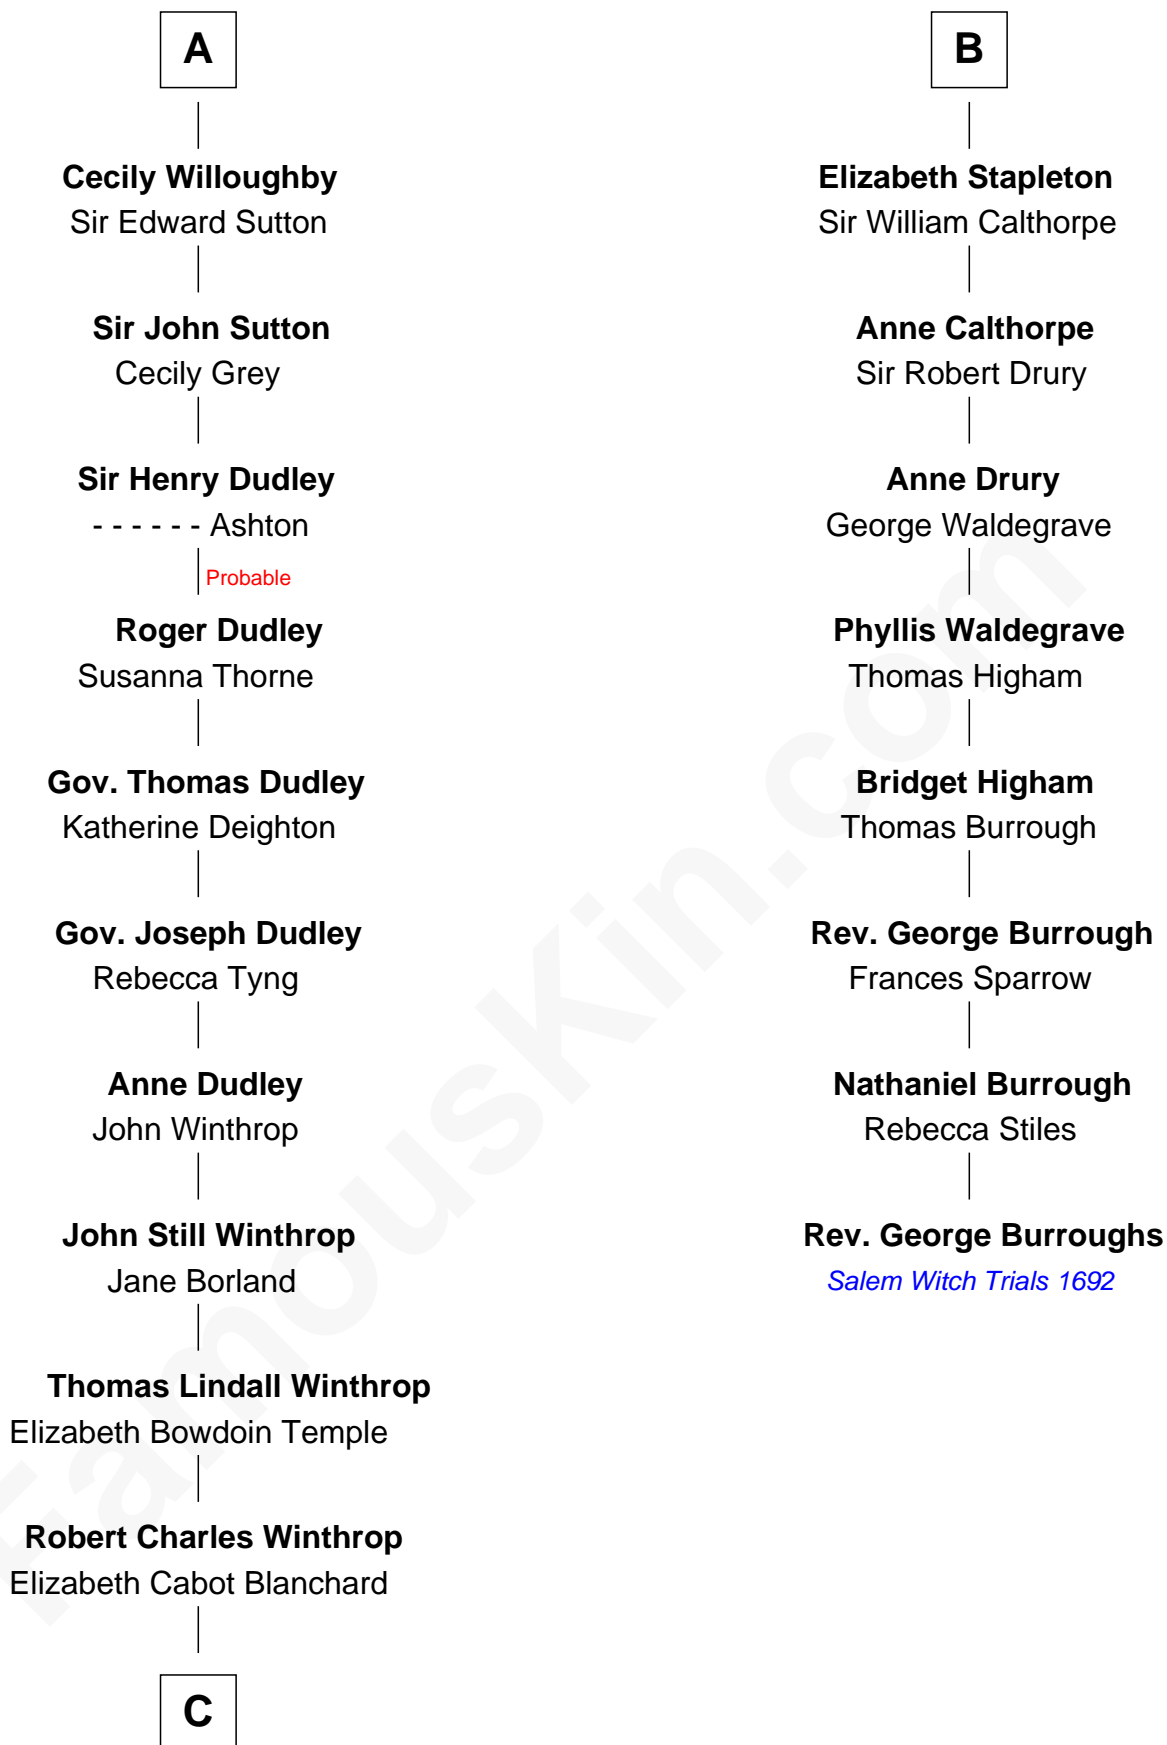 A
Cecily Willoughby
Sir Edward Sutton
Sir John Sutton
Cecily Grey
Sir Henry Dudley
- - - - - - Ashton
Probable
Roger Dudley
Susanna Thorne
Gov. Thomas Dudley
Katherine Deighton
Gov. Joseph Dudley
Rebecca Tyng
Anne Dudley
John Winthrop
John Still Winthrop
Jane Borland
Thomas Lindall Winthrop
Elizabeth Bowdoin Temple
Robert Charles Winthrop
Elizabeth Cabot Blanchard
C
B
Elizabeth Stapleton
Sir William Calthorpe
Anne Calthorpe
Sir Robert Drury
Anne Drury
George Waldegrave
Phyllis Waldegrave
Thomas Higham
Bridget Higham
Thomas Burrough
Rev. George Burrough
Frances Sparrow
Nathaniel Burrough
Rebecca Stiles
Rev. George Burroughs
Salem Witch Trials 1692
FamousKin.com